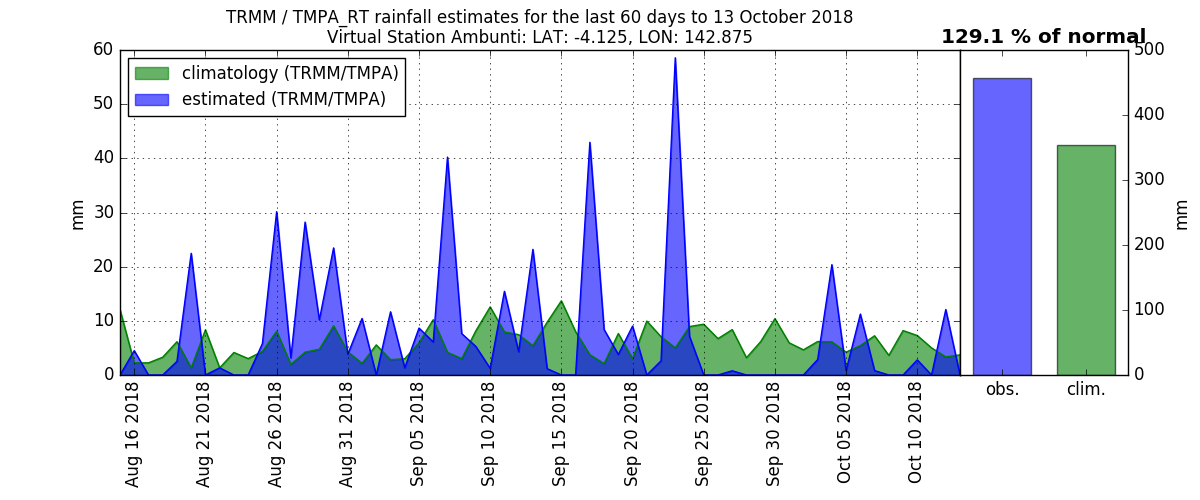 TRMM / TMPA_RT rainfall estimates for the last 60 days to 13 October 2018
Virtual Station Ambunti: LAT: -4.125, LON: 142.875
129.1 % of normal
climatology (TRMM/TMPA)
estimated (TRMM/TMPA)
60
50
40
30
20
10
0
mm
Aug 16 2018
Aug 21 2018
Aug 26 2018
Aug 31 2018
Sep 05 2018
Sep 10 2018
Sep 15 2018
Sep 20 2018
Sep 25 2018
Sep 30 2018
Oct 05 2018
Oct 10 2018
obs.
clim.
500
400
300
200
100
0
mm